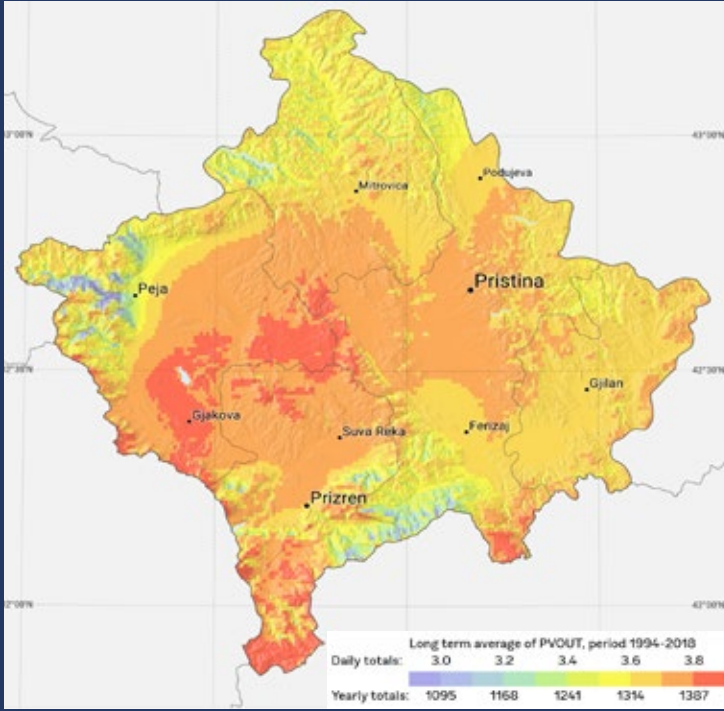 43°00'N
43°00'N
Podujeva
Mitrovica
Pristina
Peja
42°30'N
42°30'N
Gjilan
Gjakova
Ferizaj
Suva Reka
Prizren
42°00'N
42°00'N
Long term average of PVOUT, period 1994-2018
Daily totals: 3.0 3.2 3.4 3.6 3.8
Yearly totals: 1095 1168 1241 1314 1387